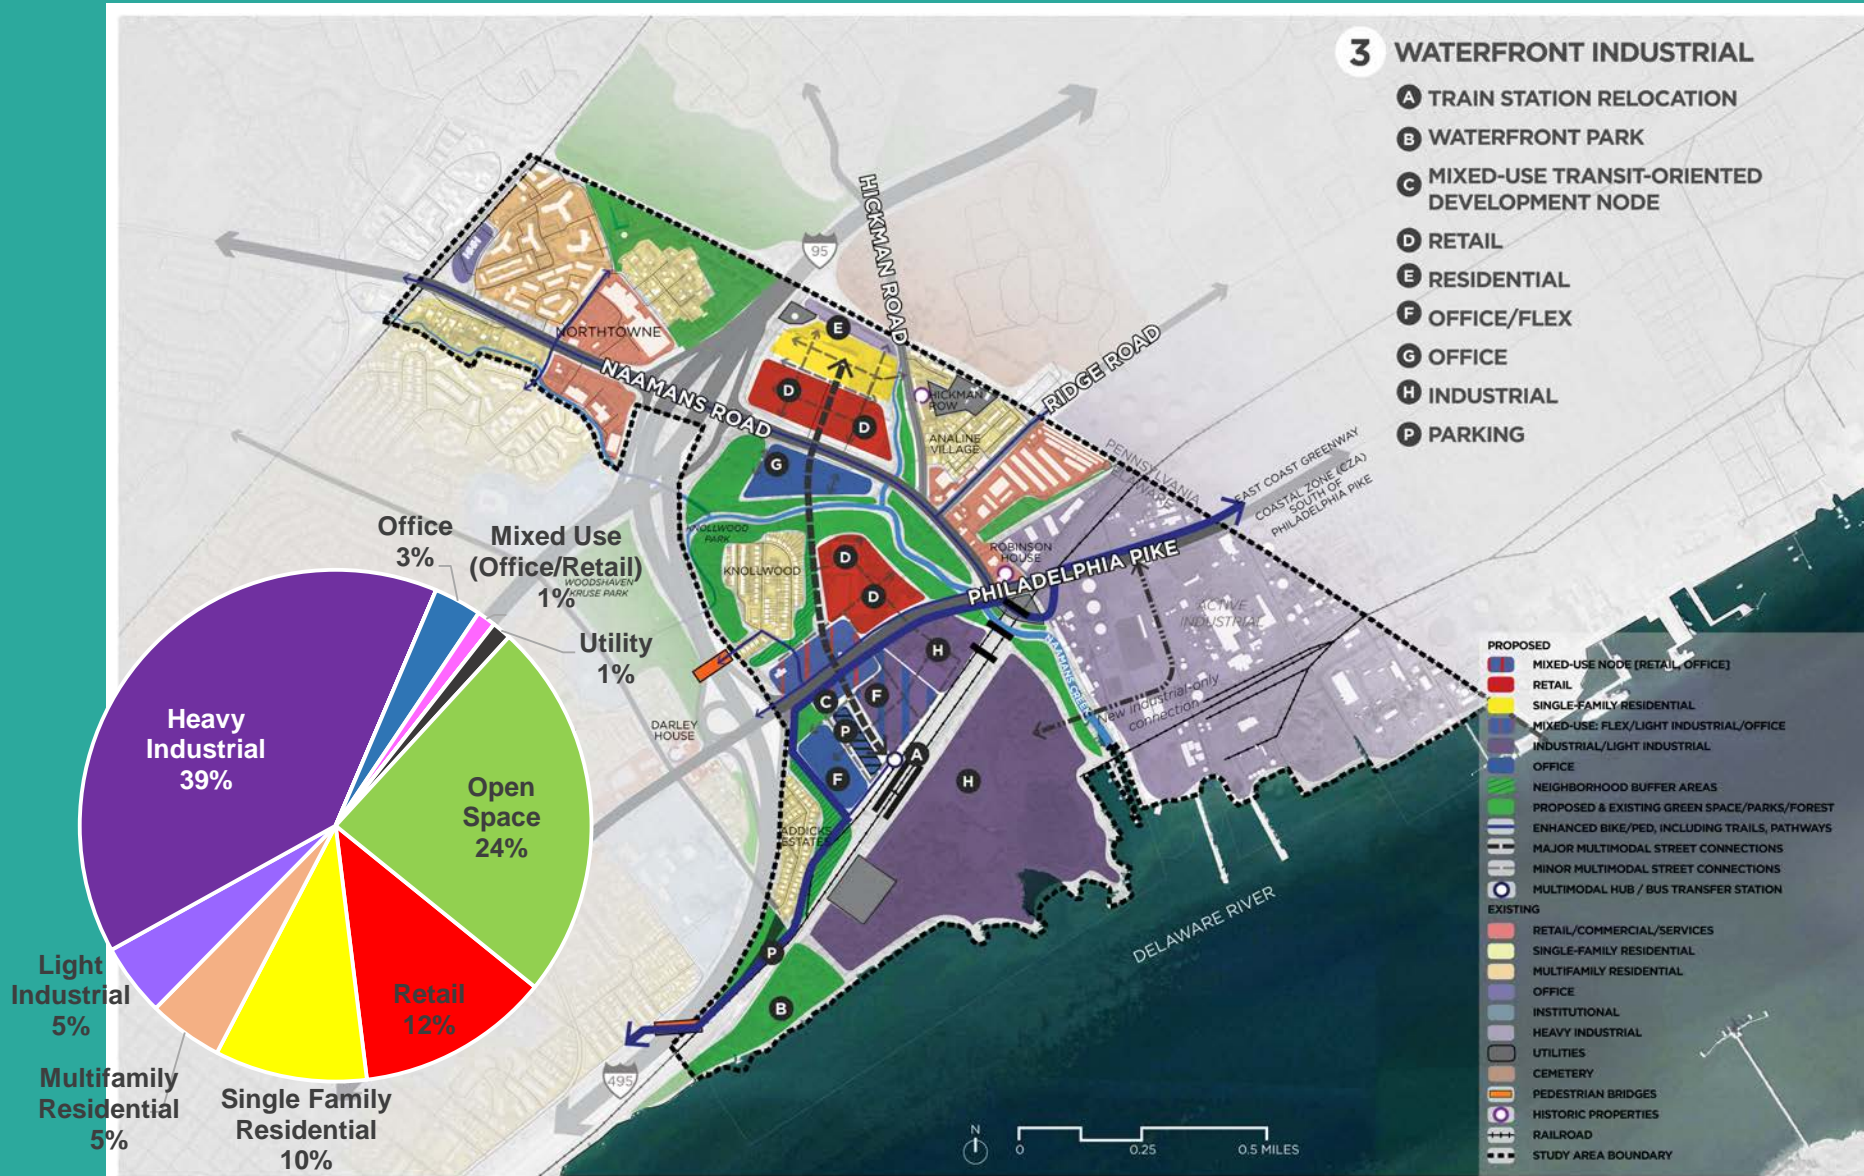 3 WATERFRONT INDUSTRIAL
A TRAIN STATION RELOCATION
B WATERFRONT PARK
C MIXED-USE TRANSIT-ORIENTED
DEVELOPMENT NODE
D RETAIL
E RESIDENTIAL
F OFFICE/FLEX
G OFFICE
H INDUSTRIAL
P PARKING
HICKMAN ROAD
95
NORTHTOWNE
NAAMANS ROAD
E
D
D
HICKMAN
ROW
ANALINE
VILLAGE
RIDGE ROAD
PENNSYLVANIA
DELAWARE
EAST COAST GREENWAY
COASTAL ZONE (CZA)
SOUTH OF
PHILADELPHIA PIKE
G
KNOLLWOOD
PARK
KNOLLWOOD
D
D
ROBINSON
HOUSE
PHILADELPHIA PIKE
ACTIVE
INDUSTRIAL
WOODSHAVEN
KRUSE PARK
NAAMANS CREEK
New industrial-only
connection
H
C
F
P
A
F
H
DARLEY
HOUSE
ADDICKS
ESTATES
P
B
495
DELAWARE RIVER
N
0 0.25 0.5 MILES
Office
3%
Mixed Use
(Office/Retail)
1%
Utility
1%
Heavy
Industrial
39%
Open
Space
24%
Light
Industrial
5%
Retail
12%
Multifamily
Residential
5%
Single Family
Residential
10%
PROPOSED
MIXED-USE NODE [RETAIL, OFFICE]
RETAIL
SINGLE-FAMILY RESIDENTIAL
MIXED-USE: FLEX/LIGHT INDUSTRIAL/OFFICE
INDUSTRIAL/LIGHT INDUSTRIAL
OFFICE
NEIGHBORHOOD BUFFER AREAS
PROPOSED & EXISTING GREEN SPACE/PARKS/FOREST
ENHANCED BIKE/PED, INCLUDING TRAILS, PATHWAYS
MAJOR MULTIMODAL STREET CONNECTIONS
MINOR MULTIMODAL STREET CONNECTIONS
MULTIMODAL HUB / BUS TRANSFER STATION
EXISTING
RETAIL/COMMERCIAL/SERVICES
SINGLE-FAMILY RESIDENTIAL
MULTIFAMILY RESIDENTIAL
OFFICE
INSTITUTIONAL
HEAVY INDUSTRIAL
UTILITIES
CEMETERY
PEDESTRIAN BRIDGES
HISTORIC PROPERTIES
RAILROAD
STUDY AREA BOUNDARY